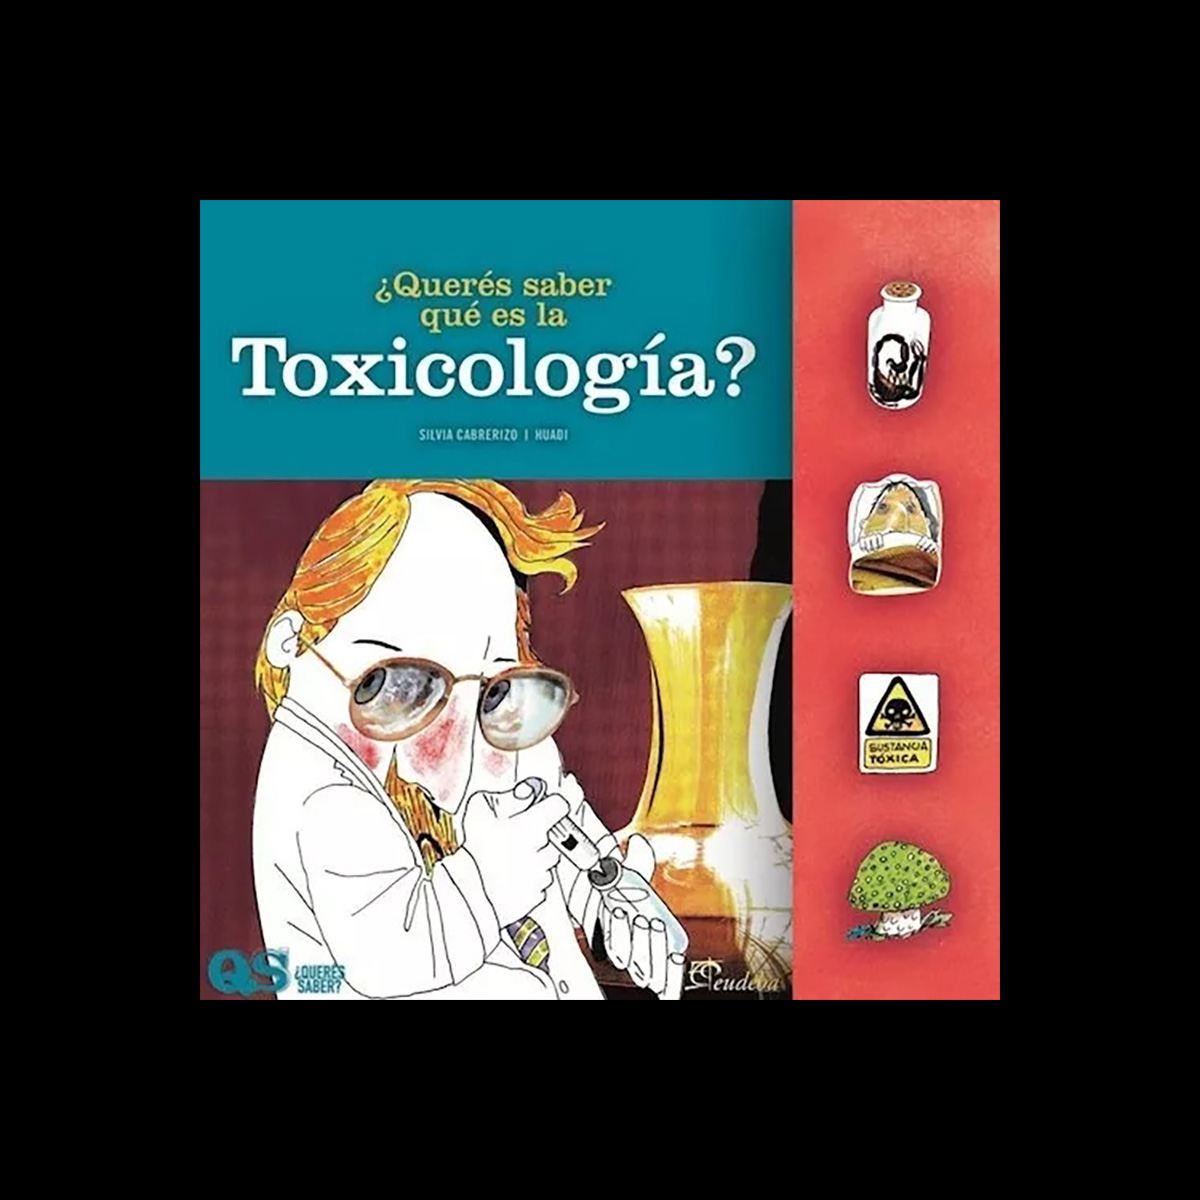 ¿Querés saber
qué es la
Toxicología?
SILVIA CABRERIZO | HUADI
SUSTANCIA
TÓXICA
QS ¿QUERÉS
SABER?
eudeba